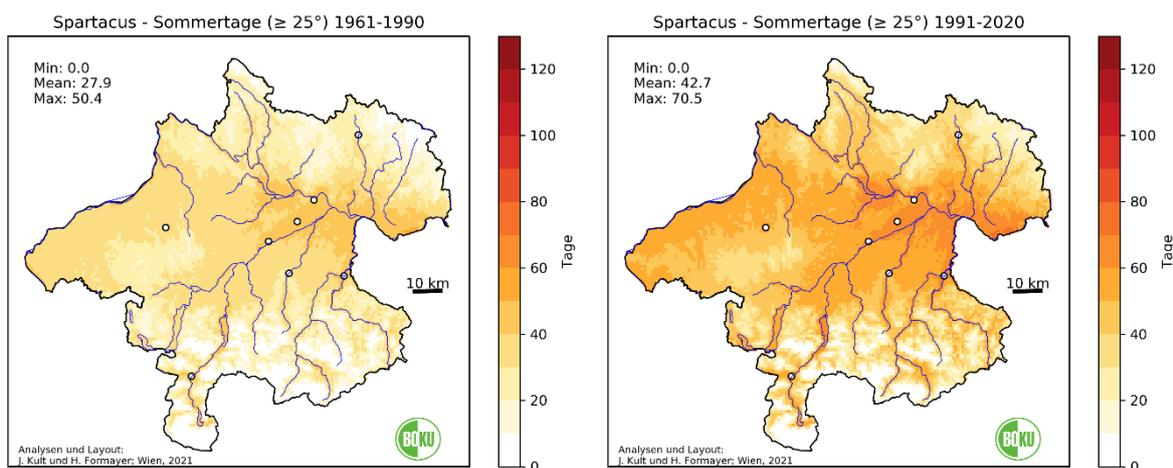 Spartacus - Sommertage (≥ 25°) 1961-1990
Min: 0.0
Mean: 27.9
Max: 50.4
10 km
Analysen und Layout:
J. Kult und H. Formayer; Wien, 2021
BOKU
120
100
80
60
40
20
0
Tage
Spartacus - Sommertage (≥ 25°) 1991-2020
Min: 0.0
Mean: 42.7
Max: 70.5
10 km
Analysen und Layout:
J. Kult und H. Formayer; Wien, 2021
BOKU
120
100
80
60
40
20
0
Tage